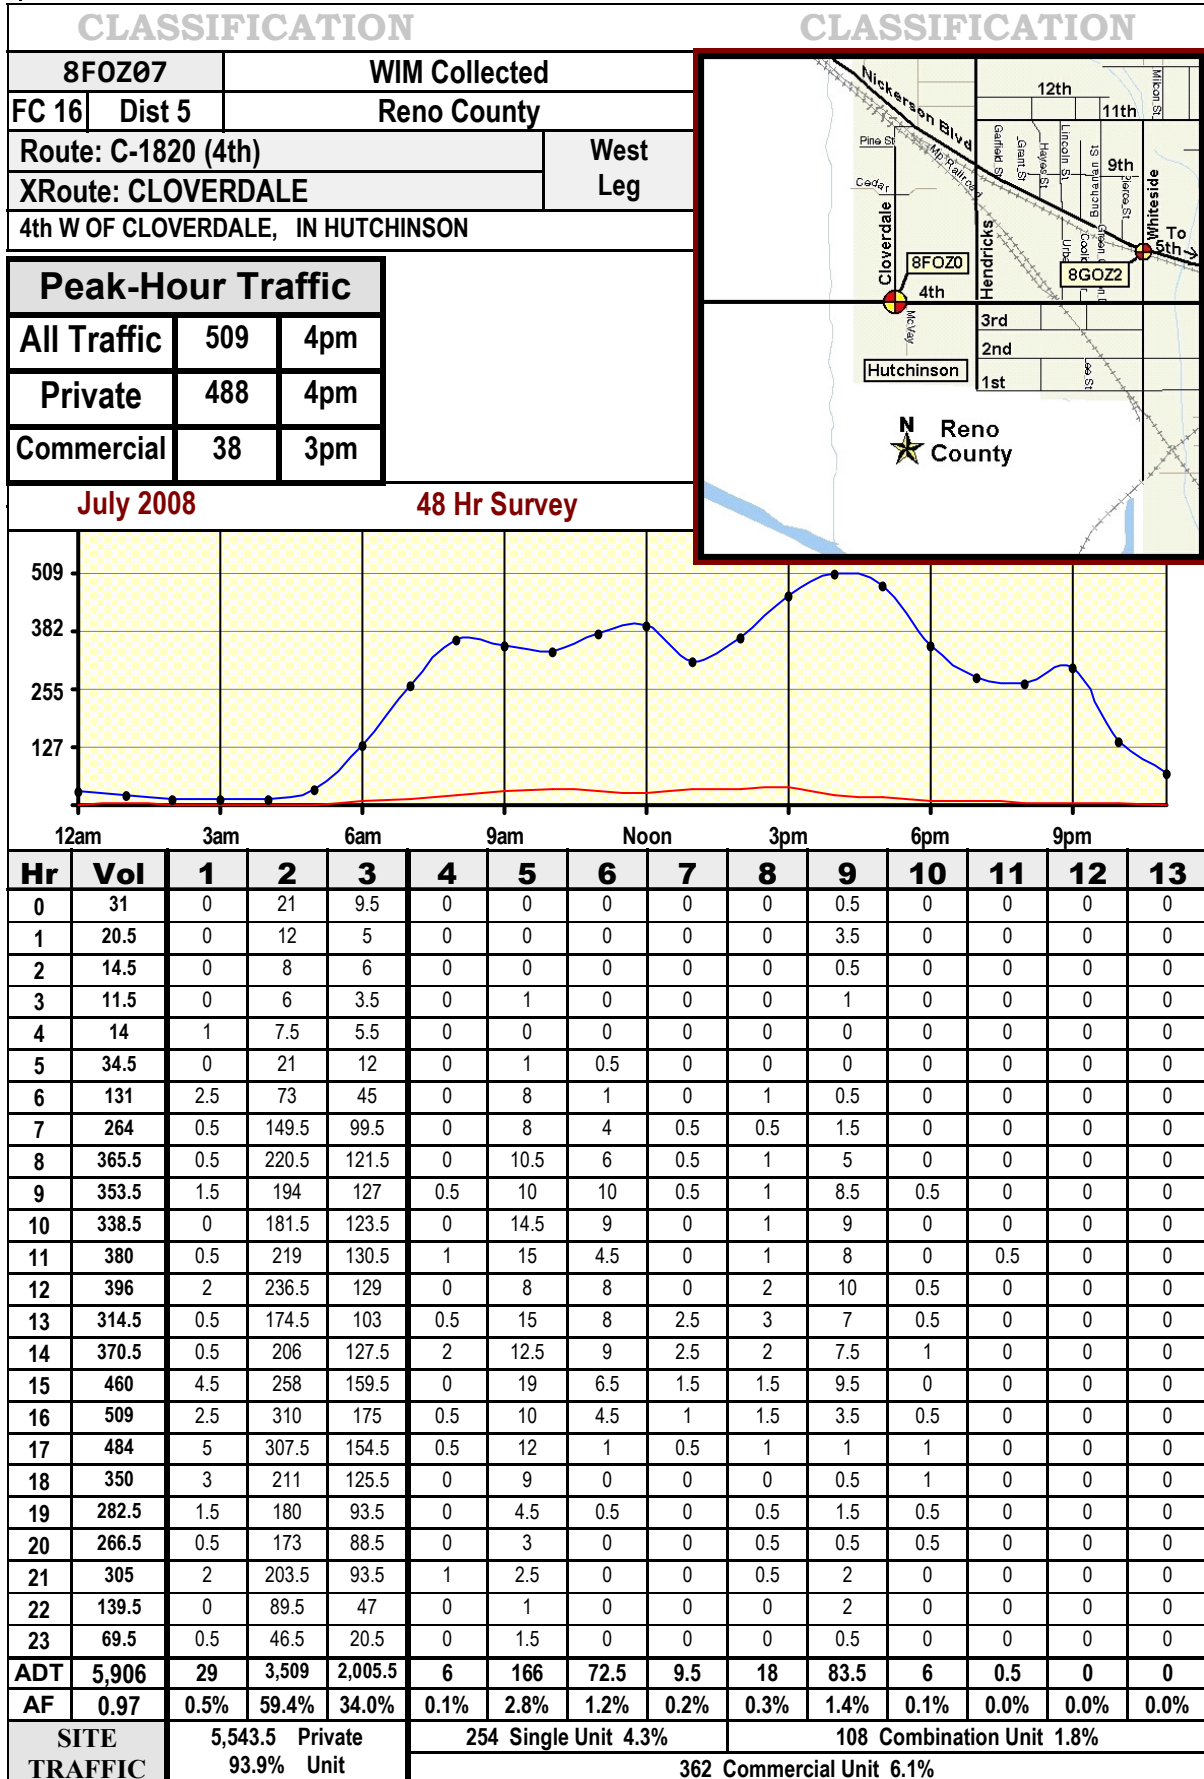 CLASSIFICATION CLASSIFICATION
8FOZ07 WIM Collected
FC 16 Dist 5 Reno County
Route: C-1820 (4th) West Leg
XRoute: CLOVERDALE
4th W OF CLOVERDALE, IN HUTCHINSON
Peak-Hour Traffic
All Traffic 509 4pm
Private 488 4pm
Commercial 38 3pm
Nickerson Blvd
12th
11th
Milcon St
Pine St
Mp Railroad
Garfield St
Grant St
Hayes St
Lincoln St
Buchanan St
9th
Pierce St
Whiteside
To 5th
Cedar
Cloverdale
Hendricks
8FOZ0
8GOZ2
4th
McVay
3rd
2nd
1st
Lee St
Hutchinson
N
Reno County
July 2008 48 Hr Survey
509
382
255
127
12am 3am 6am 9am Noon 3pm 6pm 9pm
Hr Vol 1 2 3 4 5 6 7 8 9 10 11 12 13
0 31 0 21 9.5 0 0 0 0 0 0.5 0 0 0 0
1 20.5 0 12 5 0 0 0 0 0 3.5 0 0 0 0
2 14.5 0 8 6 0 0 0 0 0 0.5 0 0 0 0
3 11.5 0 6 3.5 0 1 0 0 0 1 0 0 0 0
4 14 1 7.5 5.5 0 0 0 0 0 0 0 0 0 0
5 34.5 0 21 12 0 1 0.5 0 0 0 0 0 0 0
6 131 2.5 73 45 0 8 1 0 1 0.5 0 0 0 0
7 264 0.5 149.5 99.5 0 8 4 0.5 0.5 1.5 0 0 0 0
8 365.5 0.5 220.5 121.5 0 10.5 6 0.5 1 5 0 0 0 0
9 353.5 1.5 194 127 0.5 10 10 0.5 1 8.5 0.5 0 0 0
10 338.5 0 181.5 123.5 0 14.5 9 0 1 9 0 0 0 0
11 380 0.5 219 130.5 1 15 4.5 0 1 8 0 0.5 0 0
12 396 2 236.5 129 0 8 8 0 2 10 0.5 0 0 0
13 314.5 0.5 174.5 103 0.5 15 8 2.5 3 7 0.5 0 0 0
14 370.5 0.5 206 127.5 2 12.5 9 2.5 2 7.5 1 0 0 0
15 460 4.5 258 159.5 0 19 6.5 1.5 1.5 9.5 0 0 0 0
16 509 2.5 310 175 0.5 10 4.5 1 1.5 3.5 0.5 0 0 0
17 484 5 307.5 154.5 0.5 12 1 0.5 1 1 1 0 0 0
18 350 3 211 125.5 0 9 0 0 0 0.5 1 0 0 0
19 282.5 1.5 180 93.5 0 4.5 0.5 0 0.5 1.5 0.5 0 0 0
20 266.5 0.5 173 88.5 0 3 0 0 0.5 0.5 0.5 0 0 0
21 305 2 203.5 93.5 1 2.5 0 0 0.5 2 0 0 0 0
22 139.5 0 89.5 47 0 1 0 0 0 2 0 0 0 0
23 69.5 0.5 46.5 20.5 0 1.5 0 0 0 0.5 0 0 0 0
ADT 5,906 29 3,509 2,005.5 6 166 72.5 9.5 18 83.5 6 0.5 0 0
AF 0.97 0.5% 59.4% 34.0% 0.1% 2.8% 1.2% 0.2% 0.3% 1.4% 0.1% 0.0% 0.0% 0.0%
SITE TRAFFIC 5,543.5 Private 93.9% Unit 254 Single Unit 4.3% 108 Combination Unit 1.8%
362 Commercial Unit 6.1%